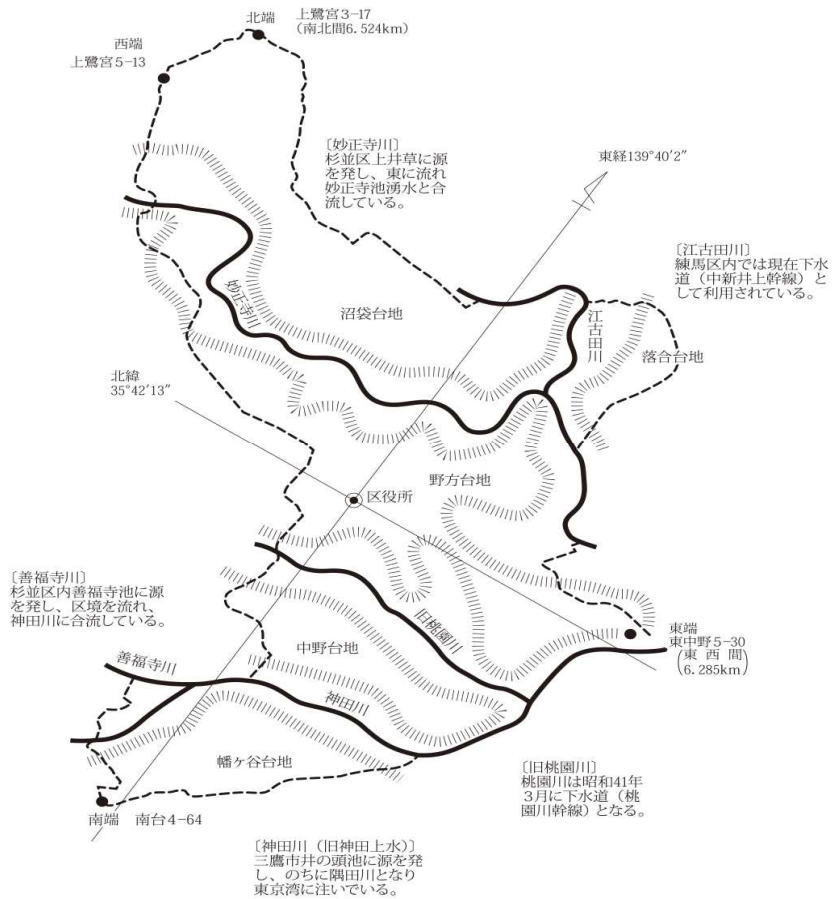 北端
上鷺宮3−17
(南北間6.524km)
西端
上鷺宮5−13
〔妙正寺川〕
杉並区上井草に源
を発し、東に流れ
妙正寺池湧水と合
流している。
東経139°40′2″
〔江古田川〕
練馬区内では現在下水
道(中新井上幹線)と
して利用されている。
妙正寺川
沼袋台地
江古田川
落合台地
北緯
35°42′13″
野方台地
区役所
〔善福寺川〕
杉並区内善福寺池に源
を発し、区境を流れ、
神田川に合流している。
旧桃園川
東端
東中野5−30
(東西間
6.285km)
中野台地
善福寺川
神田川
幡ヶ谷台地
〔旧桃園川〕
桃園川は昭和41年
3月に下水道(桃
園川幹線)となる。
南端 南台4−64
〔神田川(旧神田上水)〕
三鷹市井の頭池に源を発
し、のちに隅田川となり
東京湾に注いでいる。